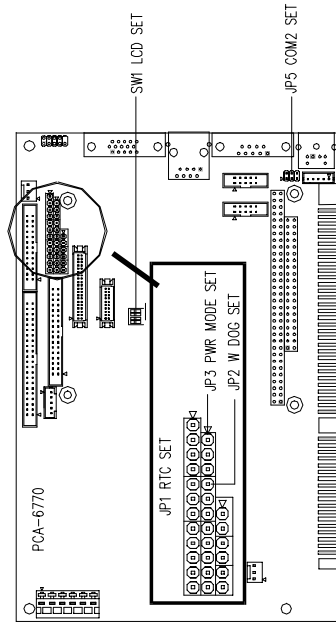 SW1 LCD SET
JP5 COM2 SET
PCA-6770
JP1 RTC SET
JP3 PWR MODE SET
JP2 W DOG SET